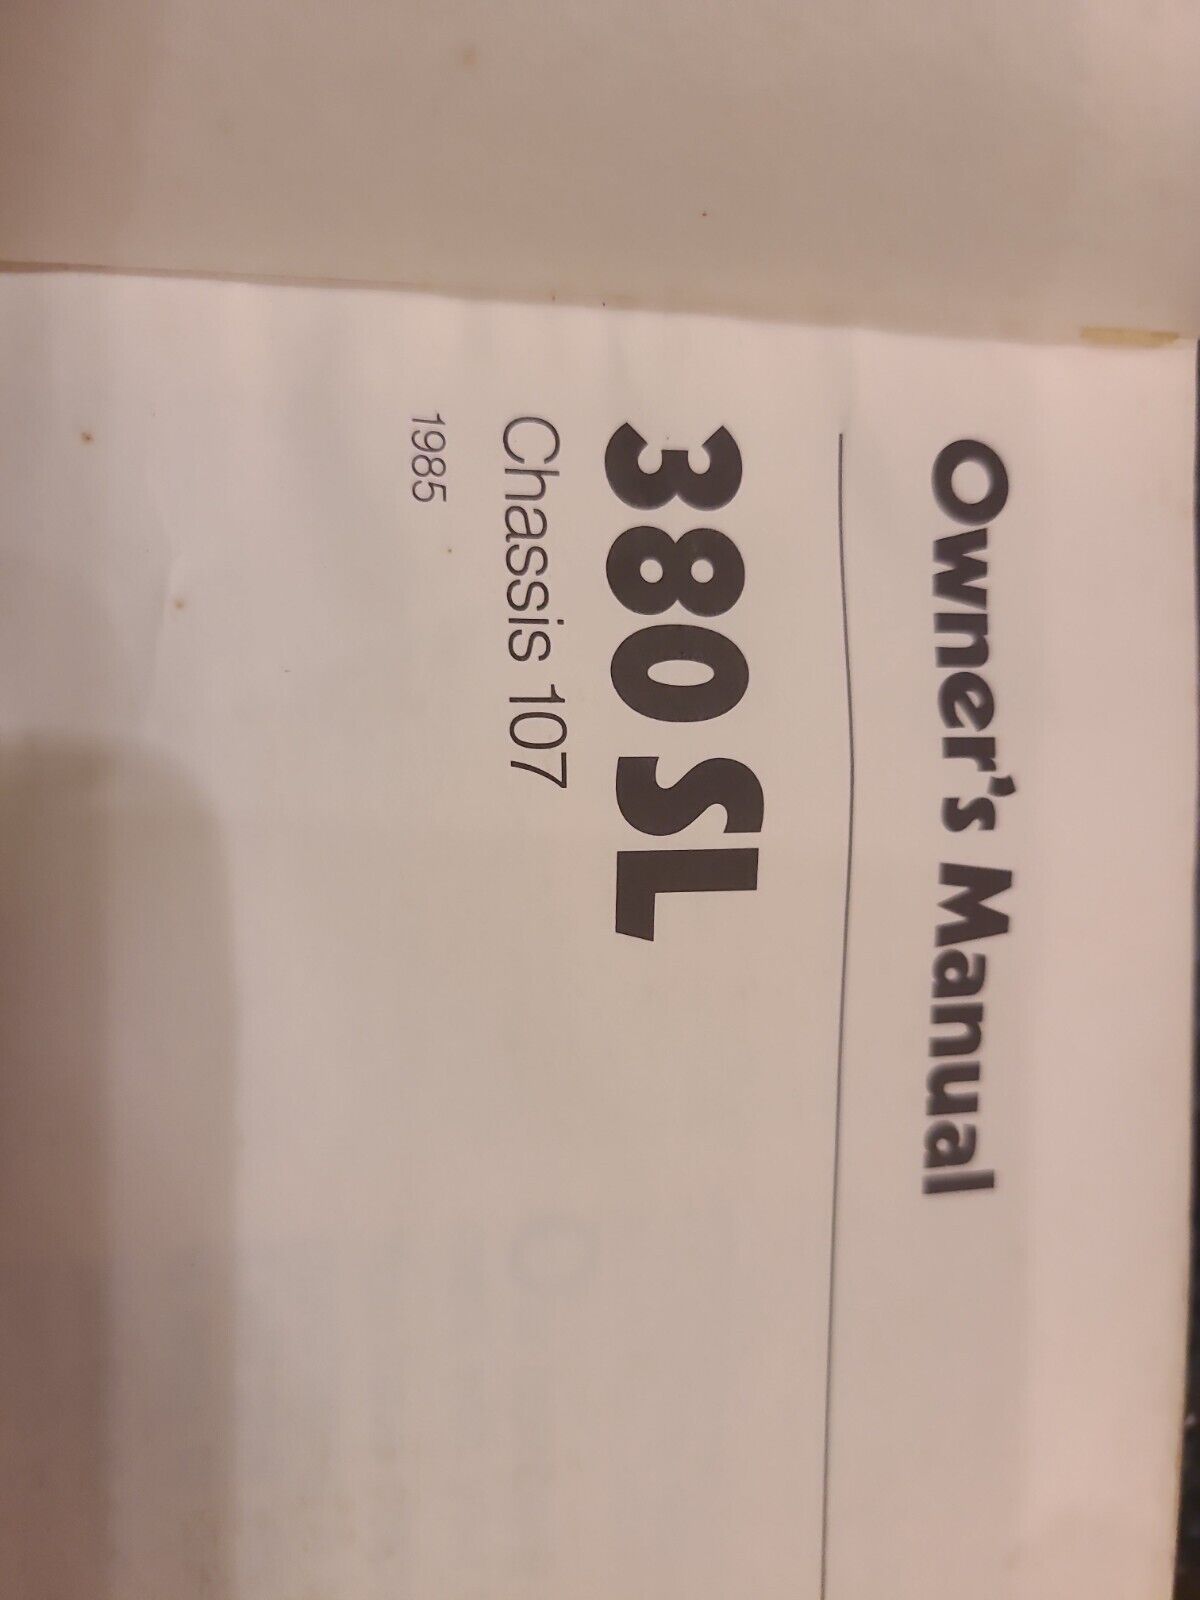 Owner's Manual
380 SL
Chassis 107
1985